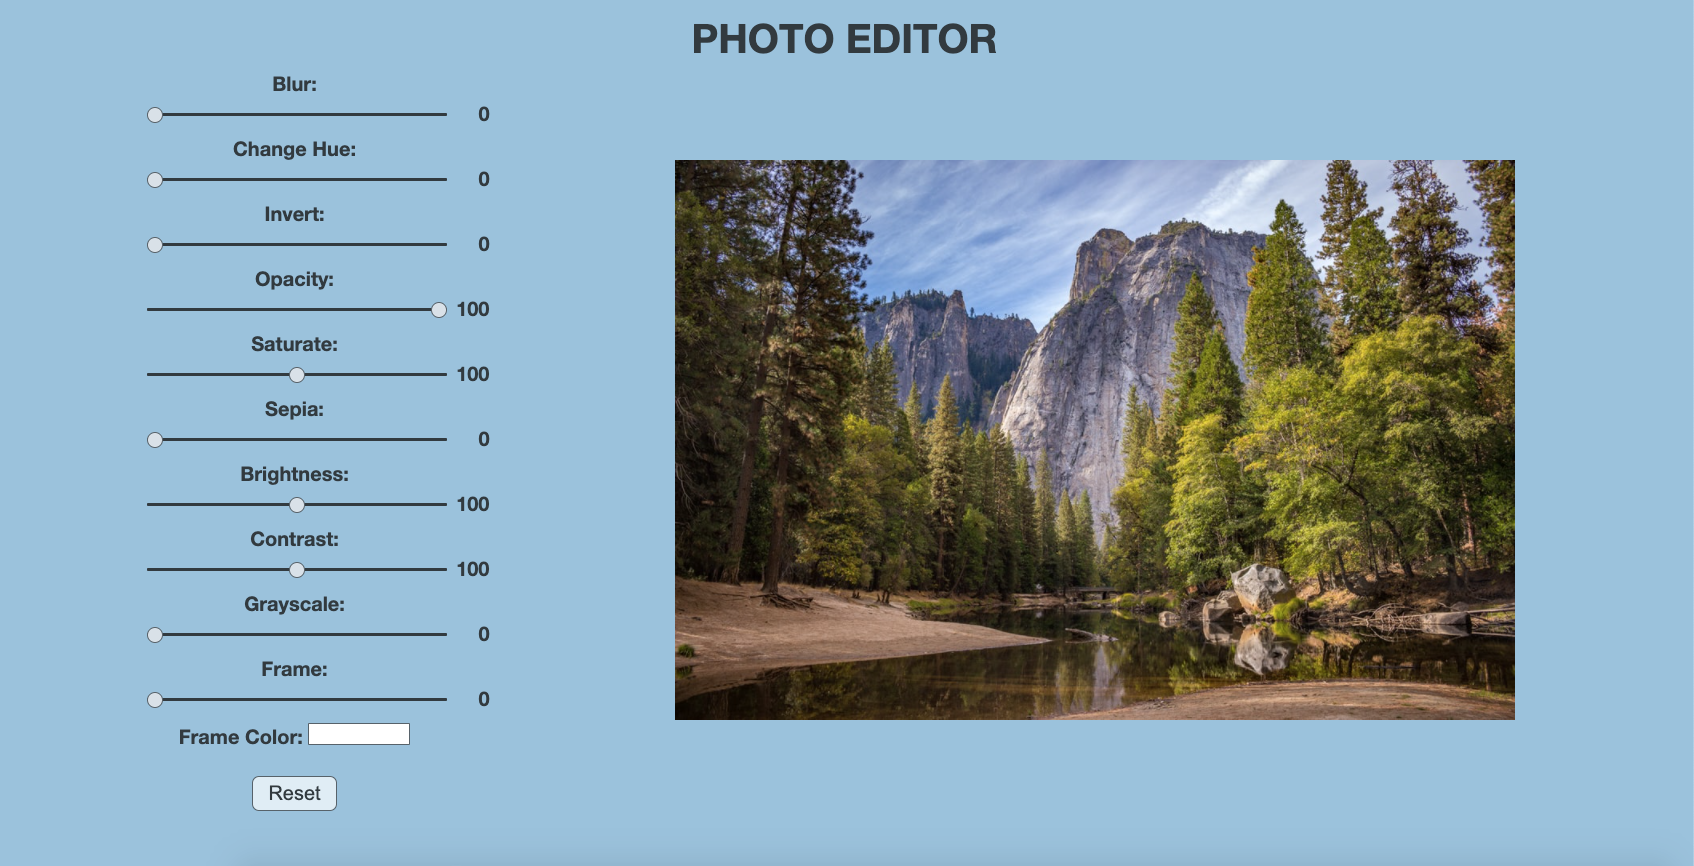 PHOTO EDITOR
Blur:
0
Change Hue:
0
Invert:
0
Opacity:
100
Saturate:
100
Sepia:
0
Brightness:
100
Contrast:
100
Grayscale:
0
Frame:
0
Frame Color:
Reset